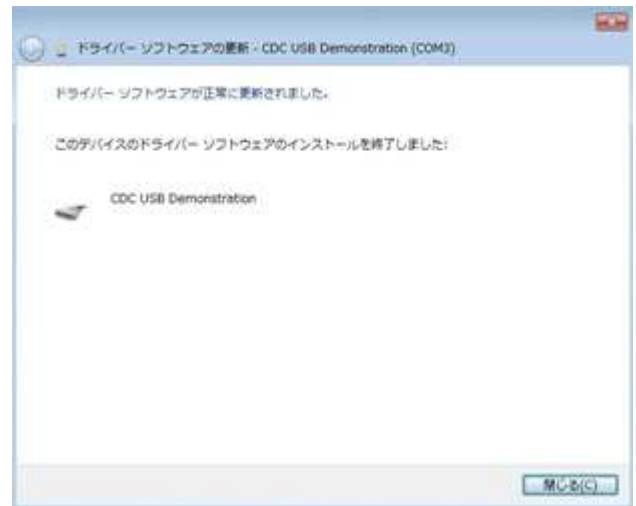 ドライバー ソフトウェアの更新 - CDC USB Demonstration (COM3)
ドライバー ソフトウェアが正常に更新されました。
このデバイスのドライバー ソフトウェアのインストールを終了しました:
CDC USB Demonstration
閉じる(C)